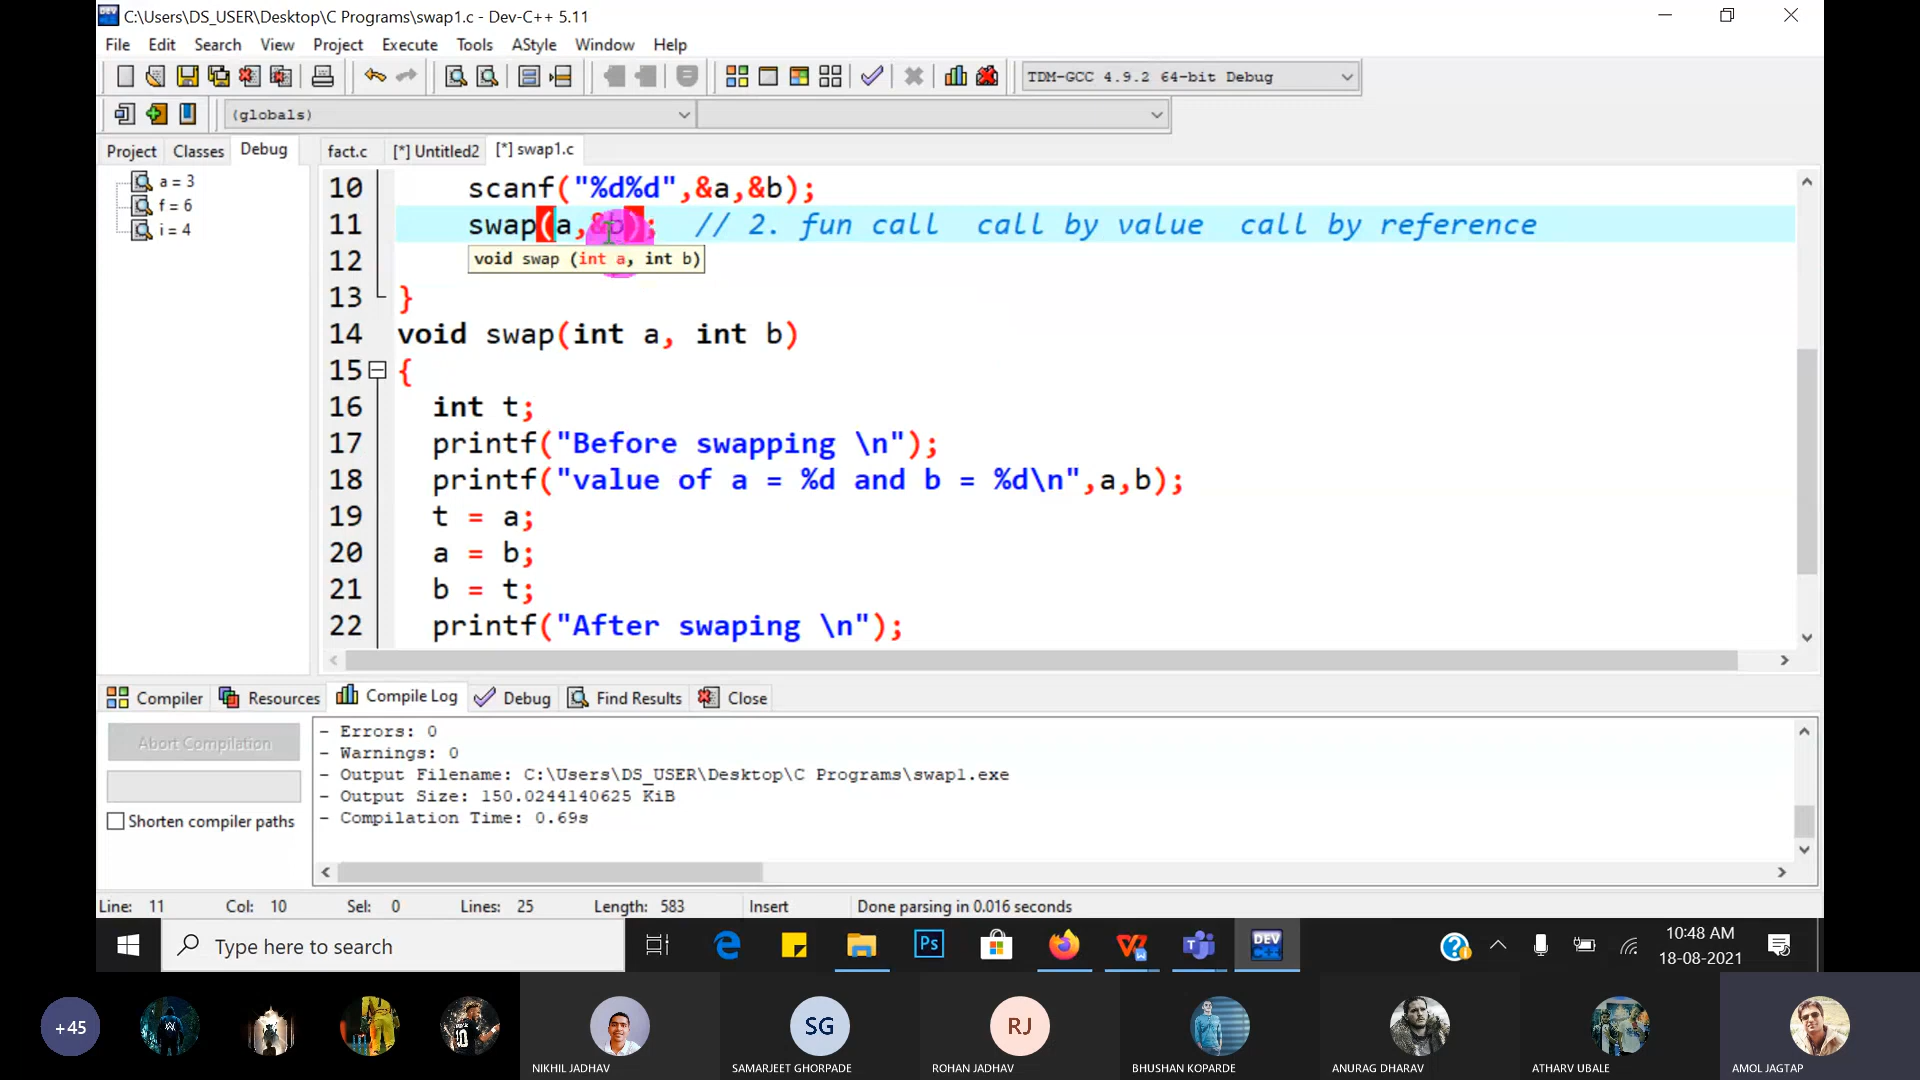 C:\Users\DS_USER\Desktop\C Programs\swap1.c - Dev-C++ 5.11
File Edit Search View Project Execute Tools AStyle Window Help
TDM-GCC 4.9.2 64-bit Debug
(globals)
Project Classes Debug
fact.c [*] Untitled2 [*] swap1.c
a = 3
f = 6
i = 4
10 scanf("%d%d",&a,&b);
11 swap(a,&b); // 2. fun call call by value call by reference
void swap (int a, int b)
12
13 }
14 void swap(int a, int b)
15 {
16 int t;
17 printf("Before swapping \n");
18 printf("value of a = %d and b = %d\n",a,b);
19 t = a;
20 a = b;
21 b = t;
22 printf("After swaping \n");
Compiler Resources Compile Log Debug Find Results Close
Abort Compilation
Shorten compiler paths
- Errors: 0
- Warnings: 0
- Output Filename: C:\Users\DS_USER\Desktop\C Programs\swap1.exe
- Output Size: 150.0244140625 KiB
- Compilation Time: 0.69s
Line: 11 Col: 10 Sel: 0 Lines: 25 Length: 583 Insert Done parsing in 0.016 seconds
Type here to search
Ps
DEV
10:48 AM
18-08-2021
+45
SG
RJ
NIKHIL JADHAV
SAMARJEET GHORPADE
ROHAN JADHAV
BHUSHAN KOPARDE
ANURAG DHARAV
ATHARV UBALE
AMOL JAGTAP